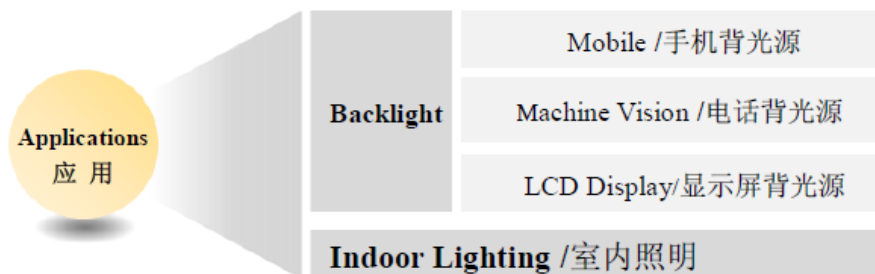 Applications
应 用
Backlight
Mobile /手机背光源
Machine Vision /电话背光源
LCD Display/显示屏背光源
Indoor Lighting /室内照明